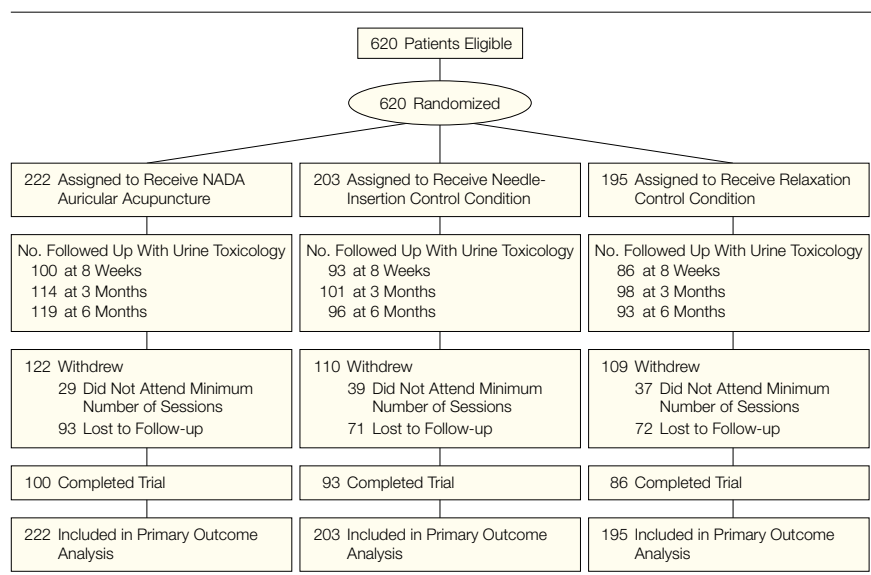 620 Patients Eligible
620 Randomized
222 Assigned to Receive NADA
Auricular Acupuncture
203 Assigned to Receive Needle-
Insertion Control Condition
195 Assigned to Receive Relaxation
Control Condition
No. Followed Up With Urine Toxicology
100 at 8 Weeks
114 at 3 Months
119 at 6 Months
No. Followed Up With Urine Toxicology
93 at 8 Weeks
101 at 3 Months
96 at 6 Months
No. Followed Up With Urine Toxicology
86 at 8 Weeks
98 at 3 Months
93 at 6 Months
122 Withdrew
29 Did Not Attend Minimum
Number of Sessions
93 Lost to Follow-up
110 Withdrew
39 Did Not Attend Minimum
Number of Sessions
71 Lost to Follow-up
109 Withdrew
37 Did Not Attend Minimum
Number of Sessions
72 Lost to Follow-up
100 Completed Trial
93 Completed Trial
86 Completed Trial
222 Included in Primary Outcome
Analysis
203 Included in Primary Outcome
Analysis
195 Included in Primary Outcome
Analysis